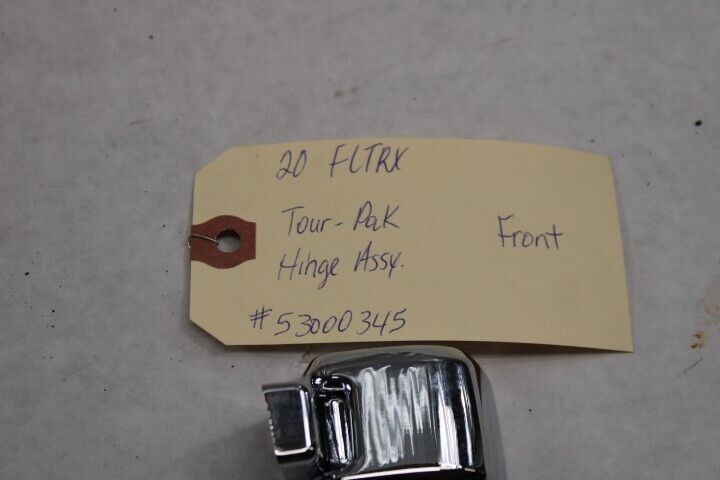 20 FLTRX
Tour-Pak
Hinge Assy.
#53000345
Front